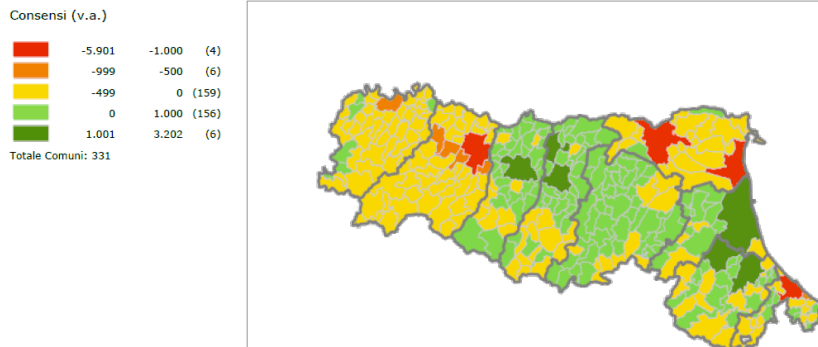 Consensi (v.a.)
-5.901 -1.000 (4)
-999 -500 (6)
-499 0 (159)
0 1.000 (156)
1.001 3.202 (6)
Totale Comuni: 331